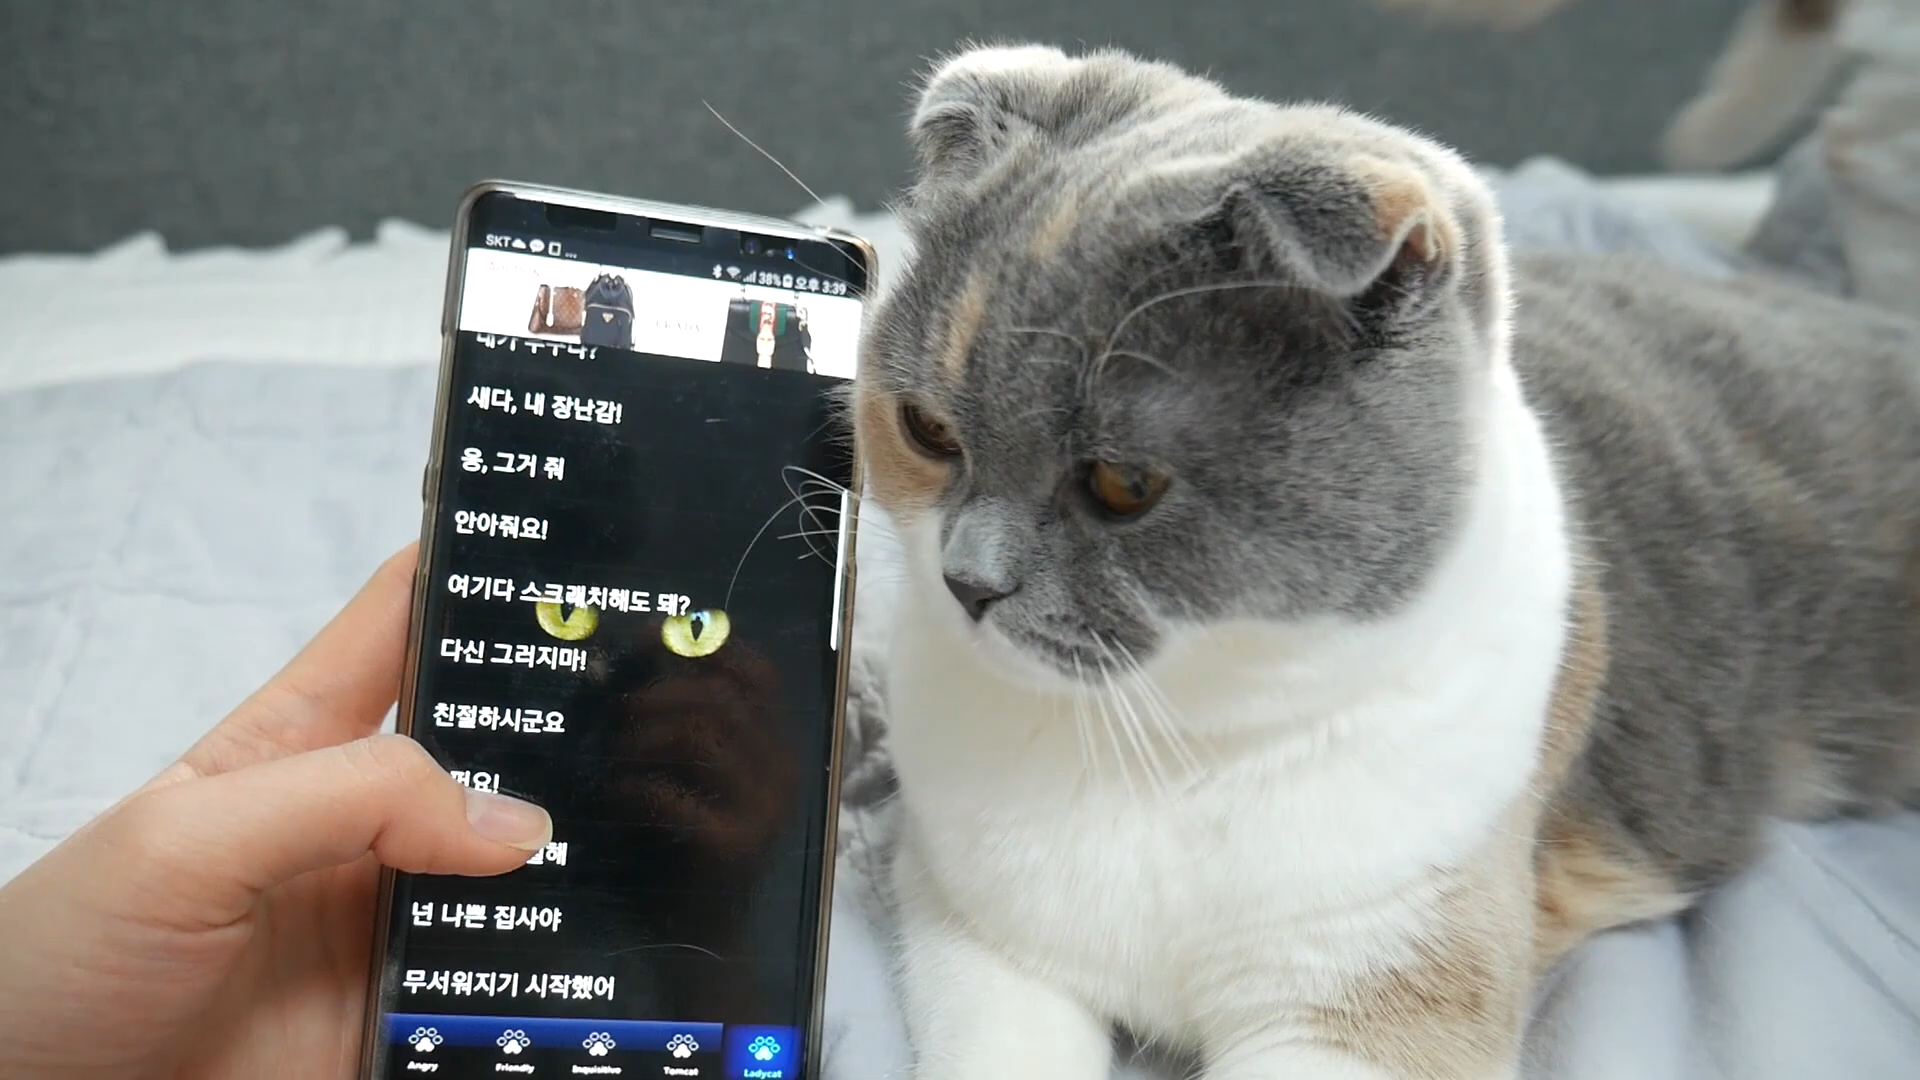 SKT ...
38% 오후 3:39
새다, 내 장난감!
응, 그거 줘
안아줘요!
여기다 스크래치해도 돼?
다신 그러지마!
친절하시군요
넌 나쁜 집사야
무서워지기 시작했어
Angry Friendly Inquisitive Tomcat Ladycat